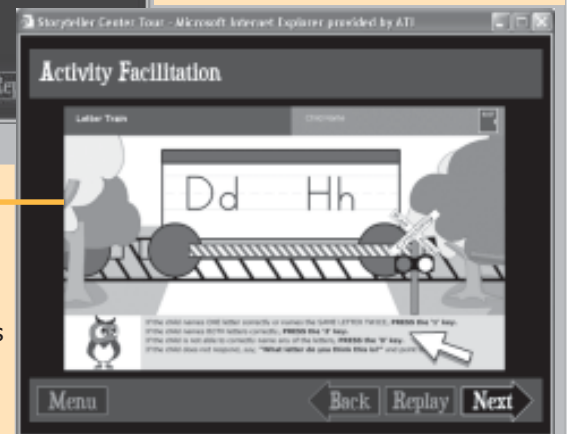 Storyteller Center Tour - Microsoft Internet Explorer provided by ATI
Activity Facilitation
Letter Train
Child Name
Dd Hh
If the child names ONE letter correctly or names the SAME LETTER TWICE, PRESS the '1' key.
If the child names BOTH letters correctly, PRESS the '2' key.
If the child is not able to correctly name any of the letters, PRESS the '0' key.
If the child does not respond, say, "What letter do you think this is?" and point
Menu
Back
Replay
Next